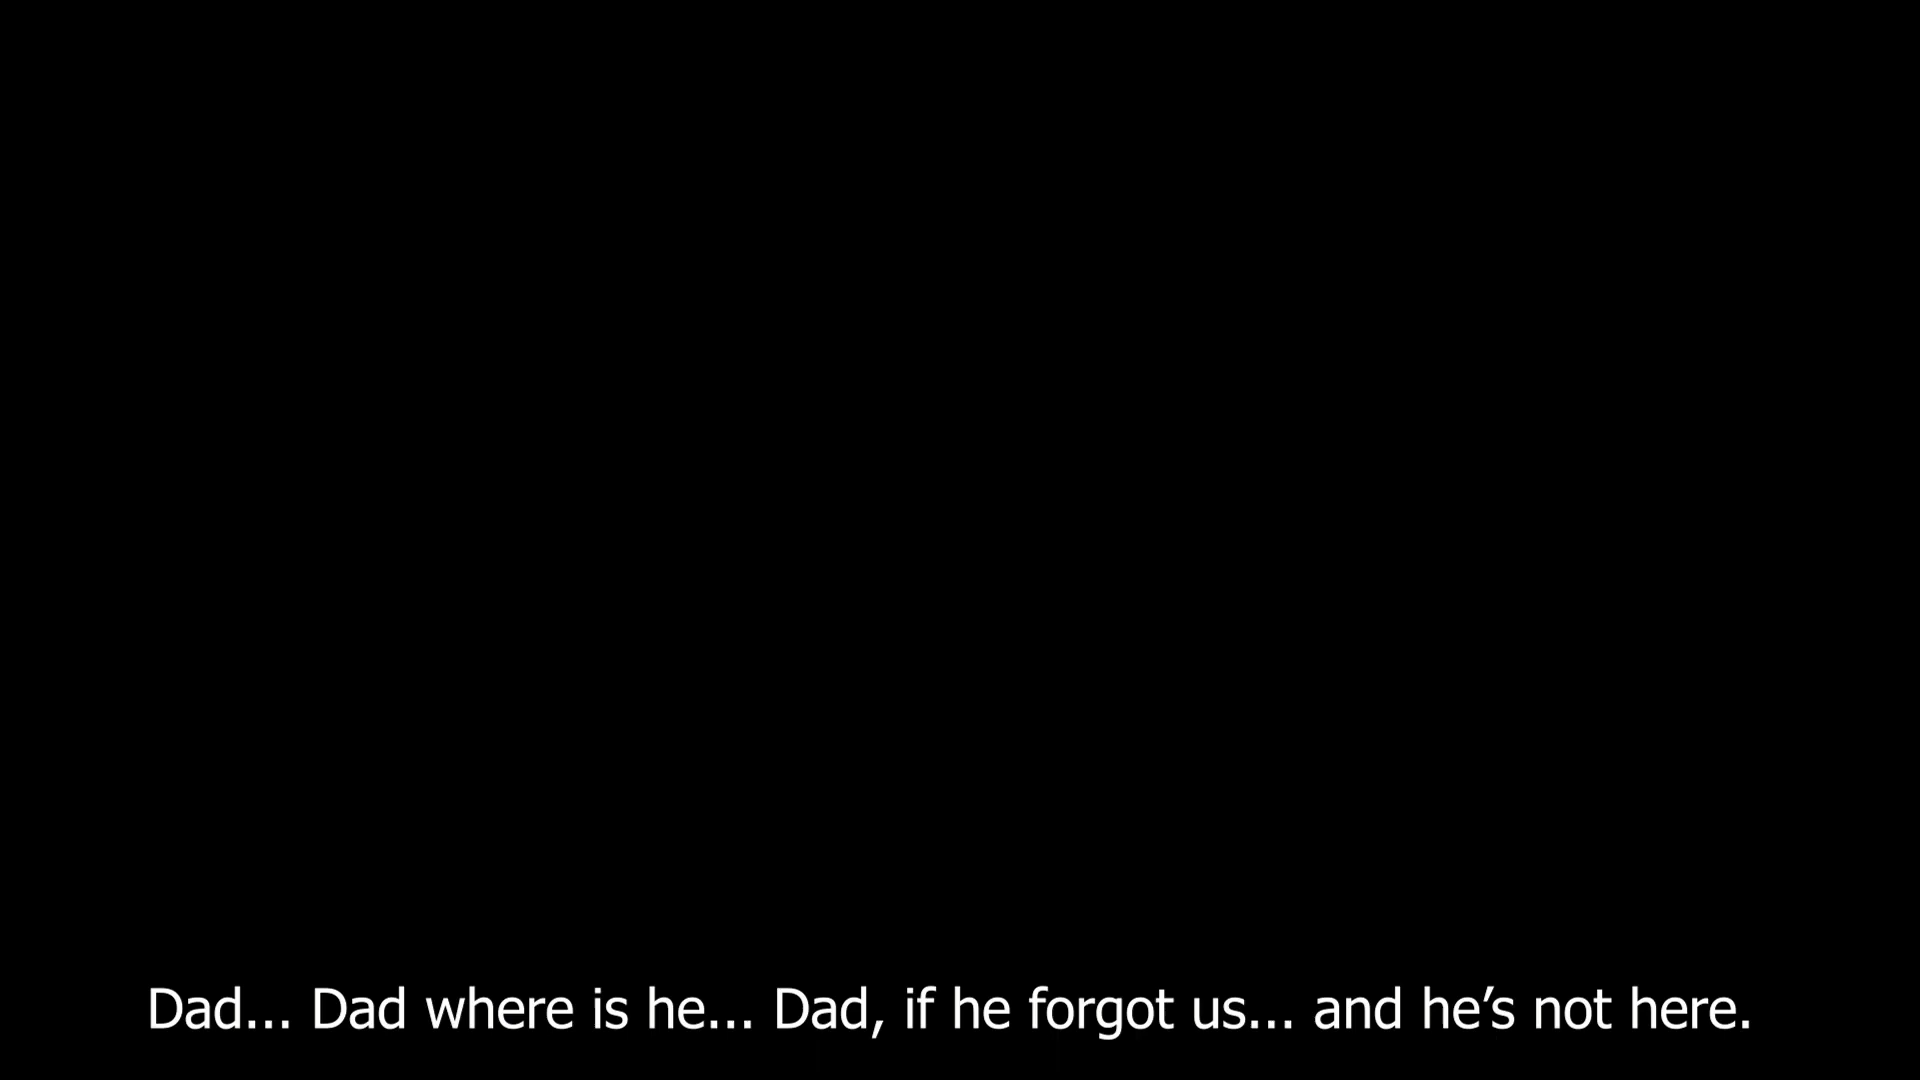 Dad... Dad where is he... Dad, if he forgot us... and he’s not here.